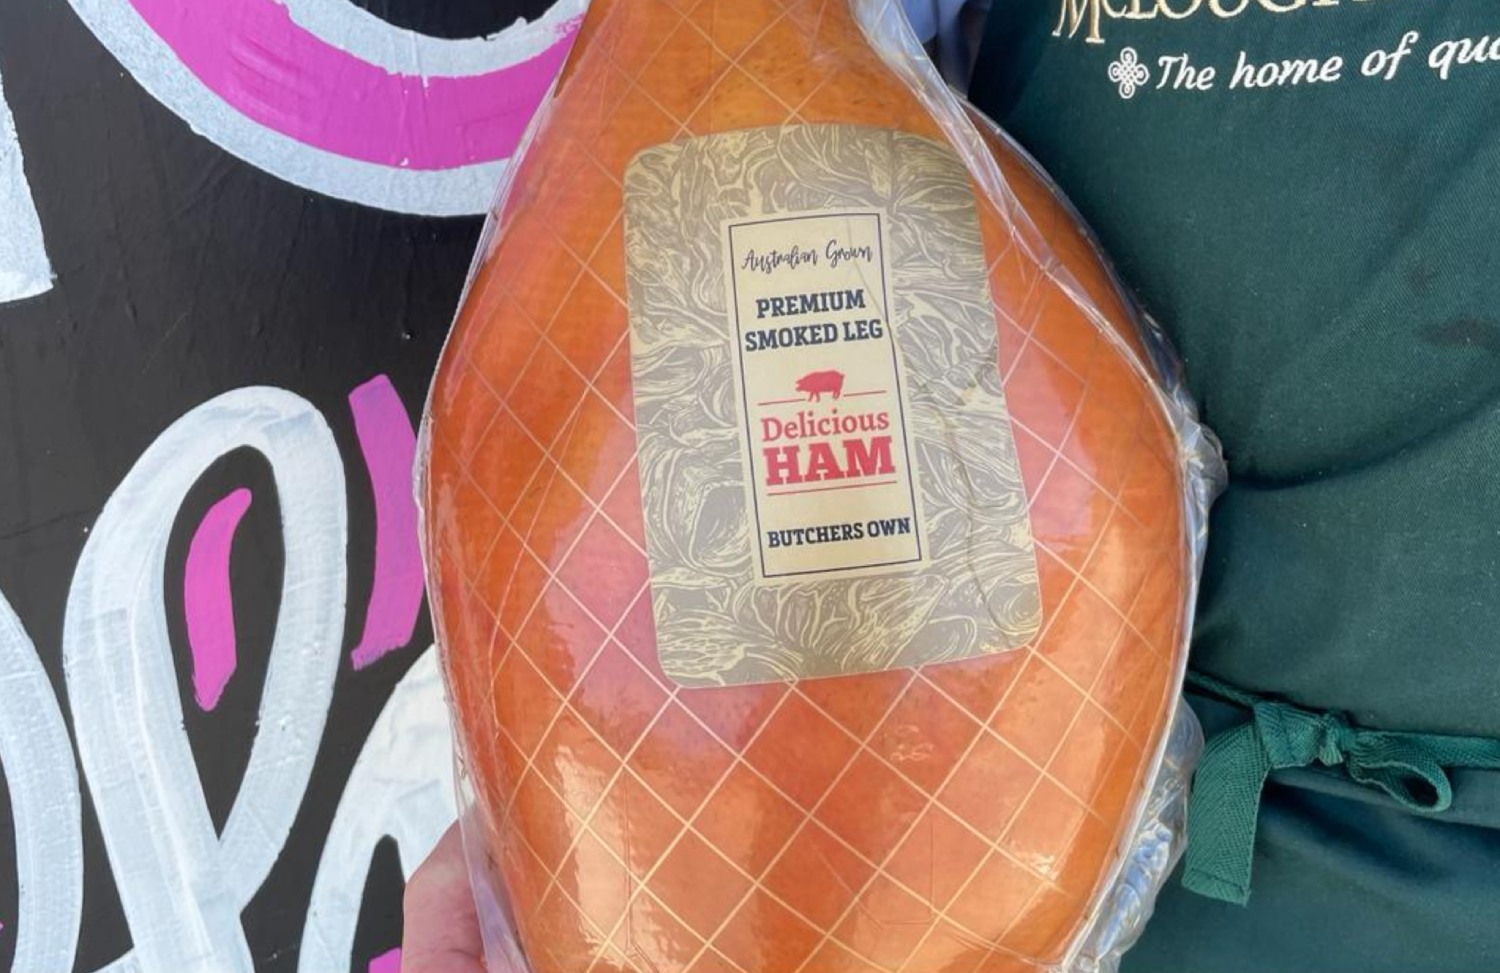 The home of
Australian Grown
PREMIUM
SMOKED LEG
Delicious
HAM
BUTCHERS OWN